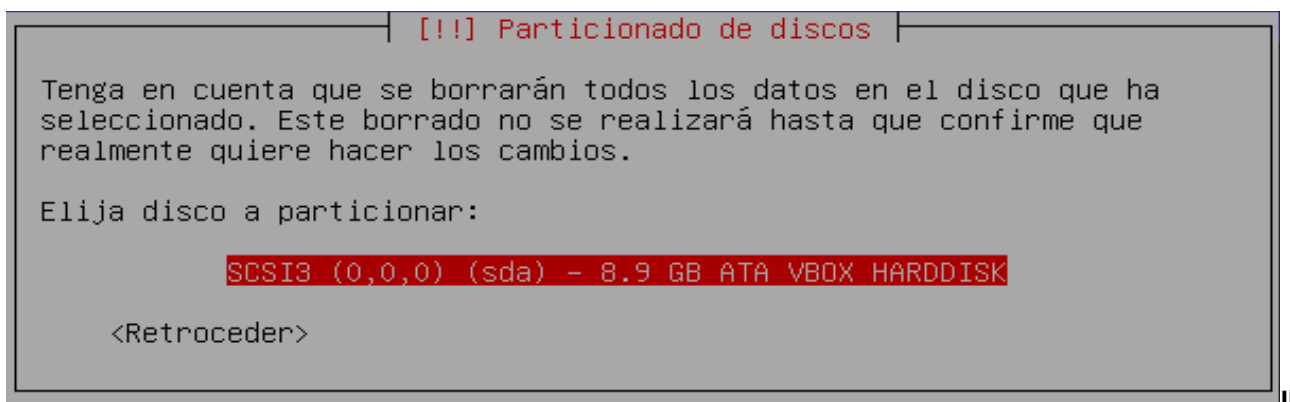 [!!] Particionado de discos
Tenga en cuenta que se borrarán todos los datos en el disco que ha
seleccionado. Este borrado no se realizará hasta que confirme que
realmente quiere hacer los cambios.
Elija disco a particionar:
SCSI3 (0,0,0) (sda) - 8.9 GB ATA VBOX HARDDISK
<Retroceder>